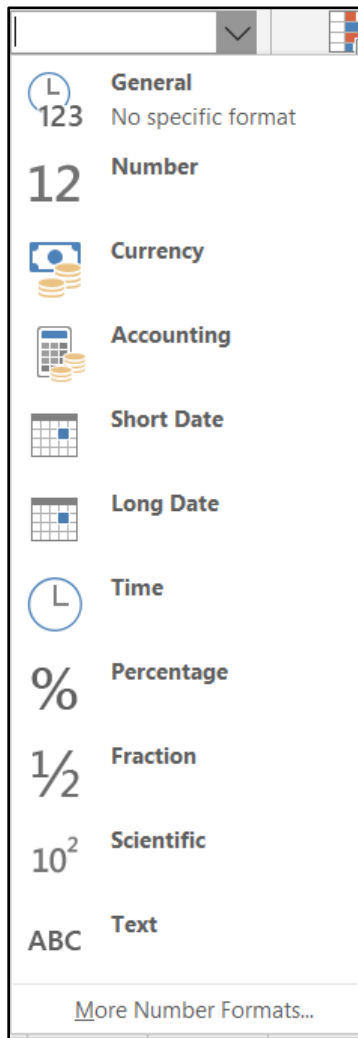 General
123
No specific format
12
Number
Currency
Accounting
Short Date
Long Date
Time
%
Percentage
½
Fraction
10²
Scientific
ABC
Text
More Number Formats...